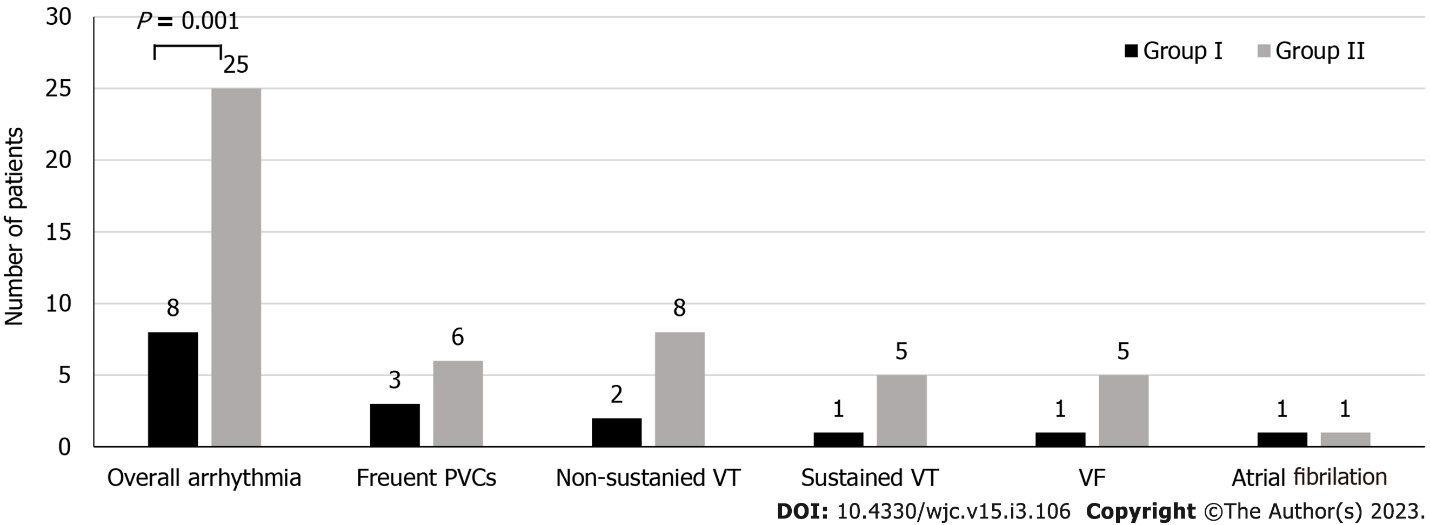 30
P = 0.001
Group I Group II
25
25
20
15
10
5
0
Number of patients
8
3 6
2 8
1 5
1 5
1 1
Overall arrhythmia Freuent PVCs Non-sustanied VT Sustained VT VF Atrial fibrilation
DOI: 10.4330/wjc.v15.i3.106 Copyright ©The Author(s) 2023.